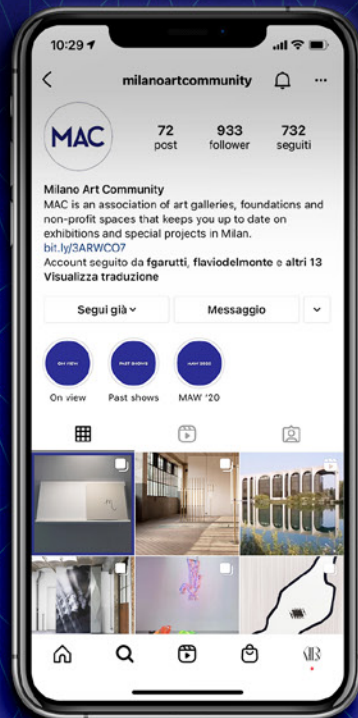 10:29
milanoartcommunity
MAC
72
933
732
post
follower
seguiti
Milano Art Community
MAC is an association of art galleries, foundations and
non-profit spaces that keeps you up to date on
exhibitions and special projects in Milan.
bit.ly/3ARWCO7
Account seguito da fgarutti, flaviodelmonte e altri 13
Visualizza traduzione
Segui già
Messaggio
ON VIEW
PAST SHOWS
MAW 2020
On view
Past shows
MAW '20